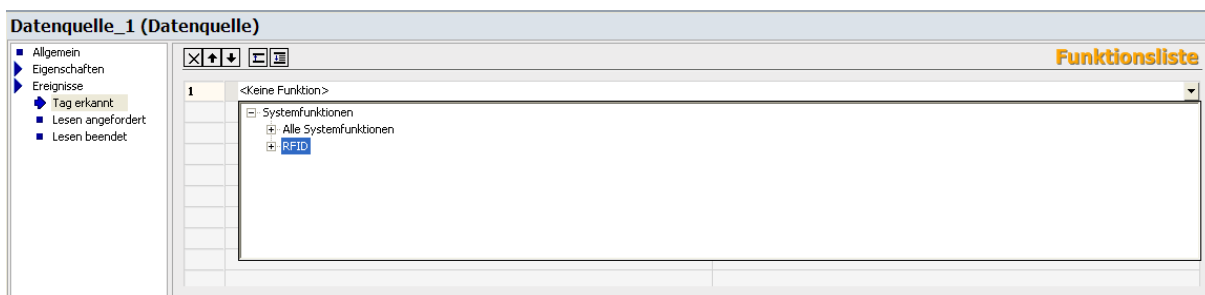 Datenquelle_1 (Datenquelle)
Allgemein
Eigenschaften
Ereignisse
Tag erkannt
Lesen angefordert
Lesen beendet
Funktionsliste
1 <Keine Funktion>
Systemfunktionen
Alle Systemfunktionen
RFID